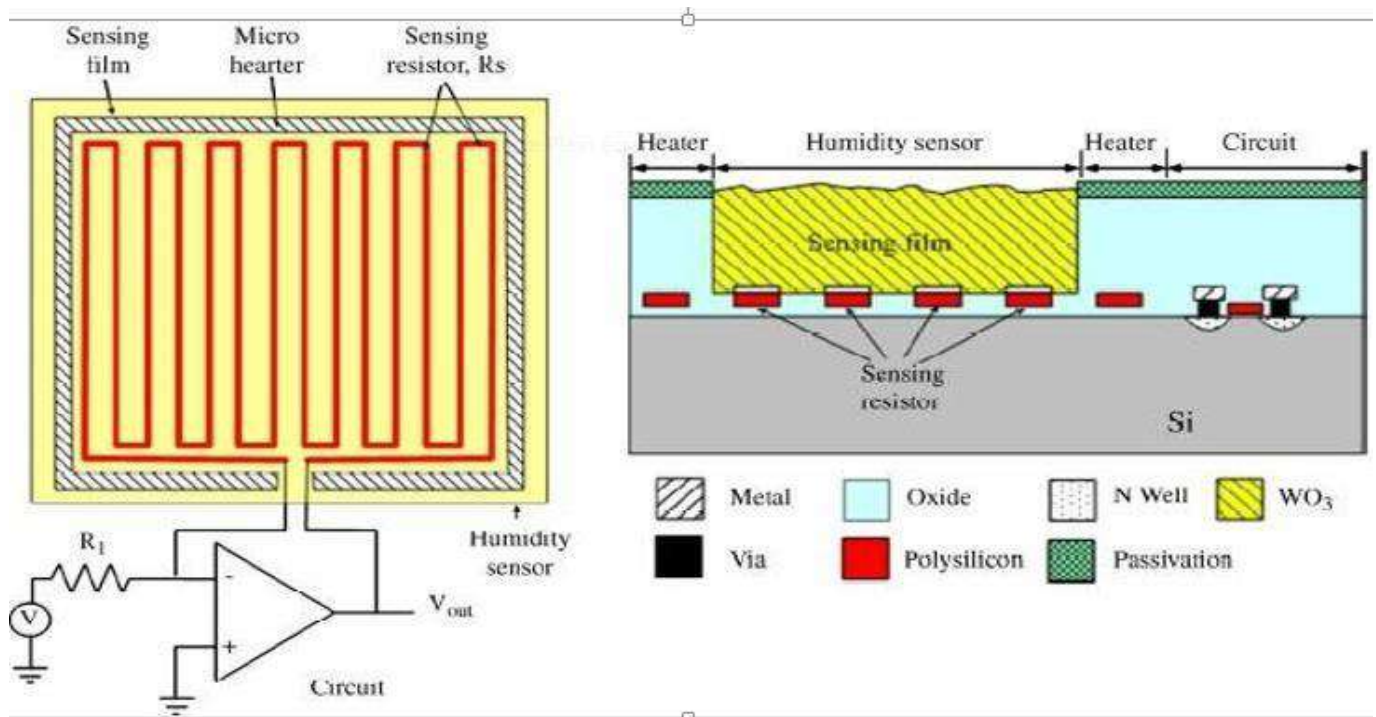 Sensing
film
Micro
hearter
Sensing
resistor, Rs
Humidity
sensor
R1
V
-
+
Vout
Circuit
Heater
Humidity sensor
Heater
Circuit
Sensing film
Sensing
resistor
Si
Metal
Oxide
N Well
WO3
Via
Polysilicon
Passivation